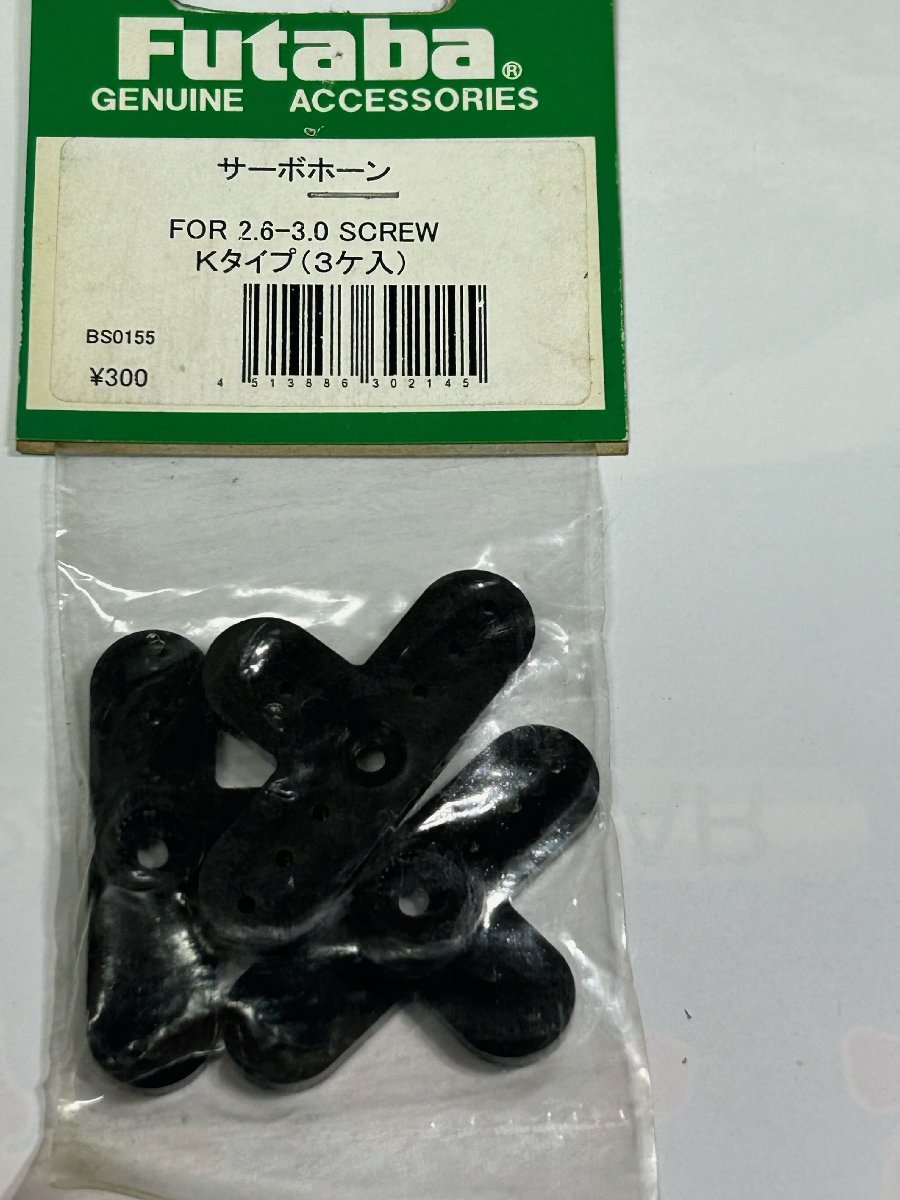 Futaba®
GENUINE ACCESSORIES
サーボホーン
FOR 2.6-3.0 SCREW
Kタイプ(3ケ入)
BS0155
¥300
4 513886 302145